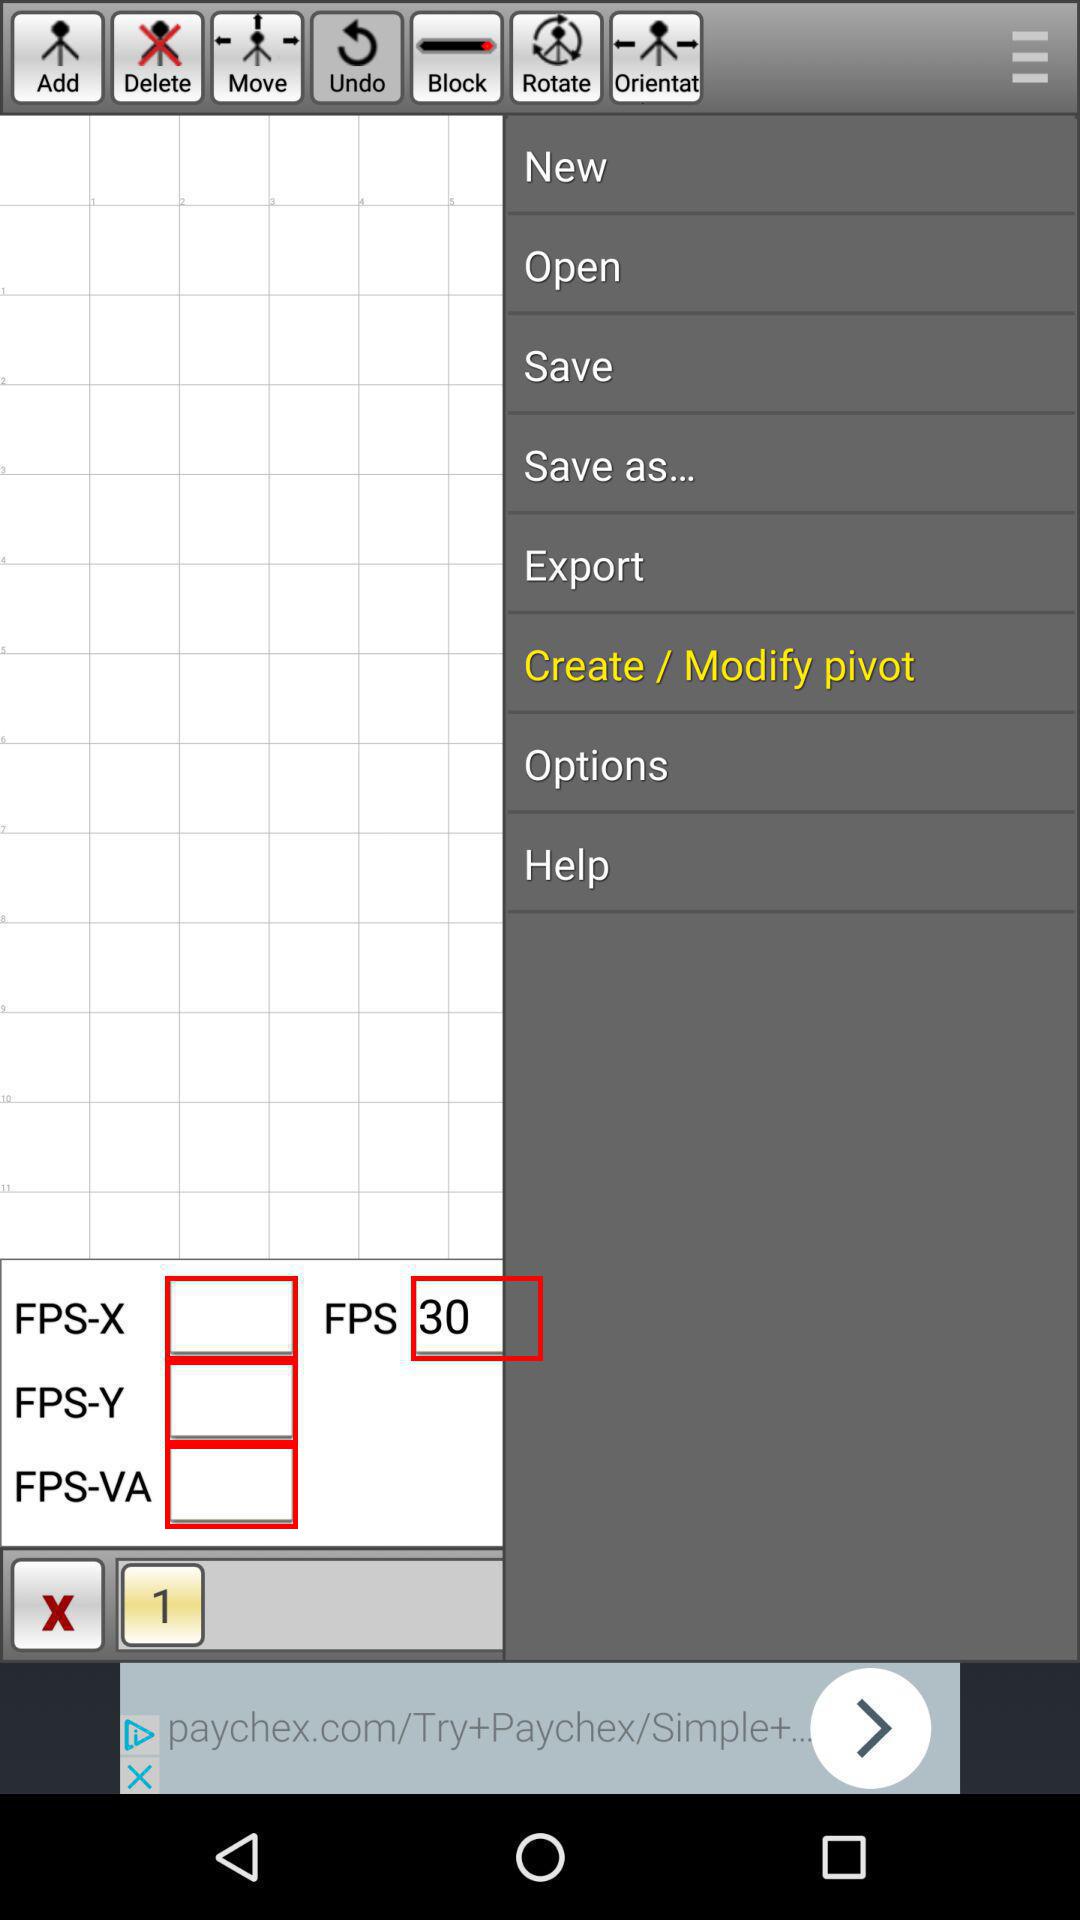 Add Delete Move Undo Block Rotate Orientat
New
Open
Save
Save as...
Export
Create / Modify pivot
Options
Help
1 2 3 4 5
1
2
3
4
5
6
7
8
9
10
11
FPS-X FPS 30
FPS-Y
FPS-VA
x 1
paychex.com/Try+Paychex/Simple+...